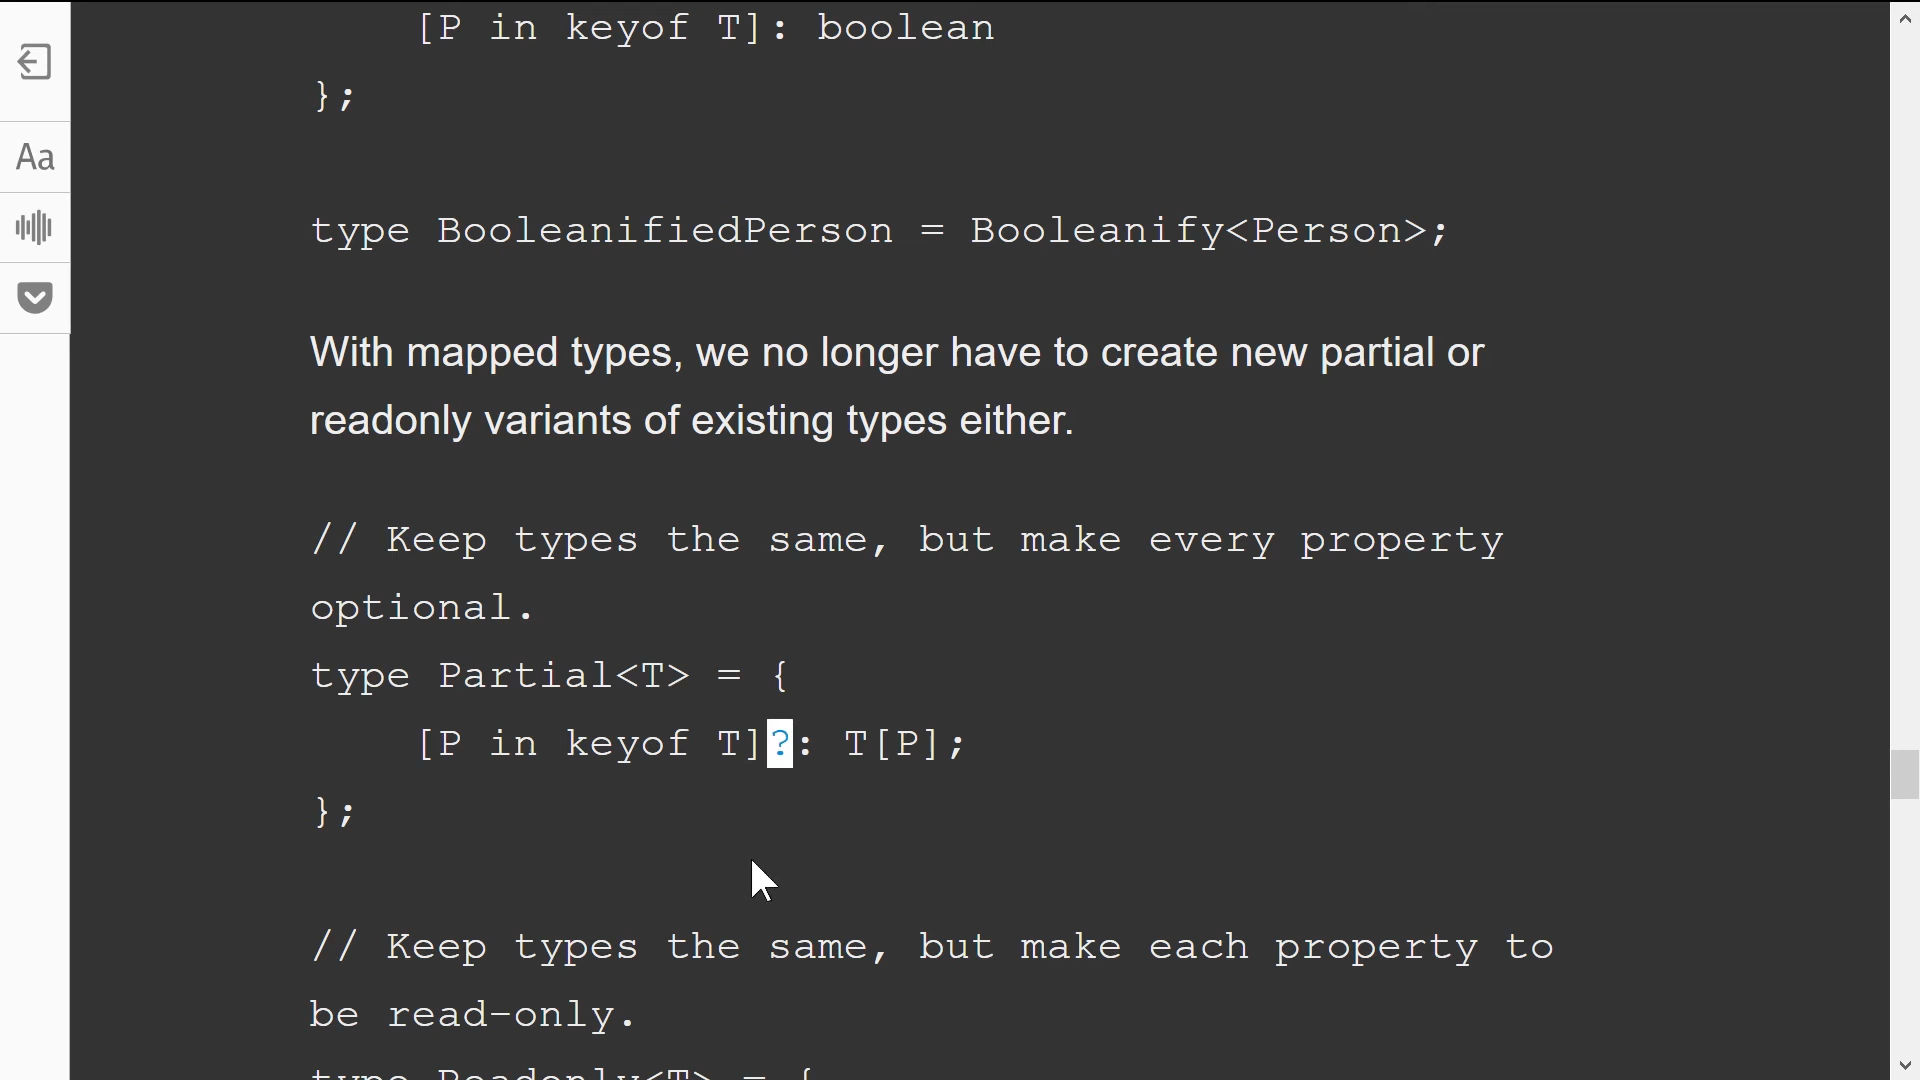 [P in keyof T]: boolean
};
Aa
type BooleanifiedPerson = Booleanify<Person>;
With mapped types, we no longer have to create new partial or
readonly variants of existing types either.
// Keep types the same, but make every property
optional.
type Partial<T> = {
[P in keyof T]?: T[P];
};
// Keep types the same, but make each property to
be read-only.
type Readonly<T> = {